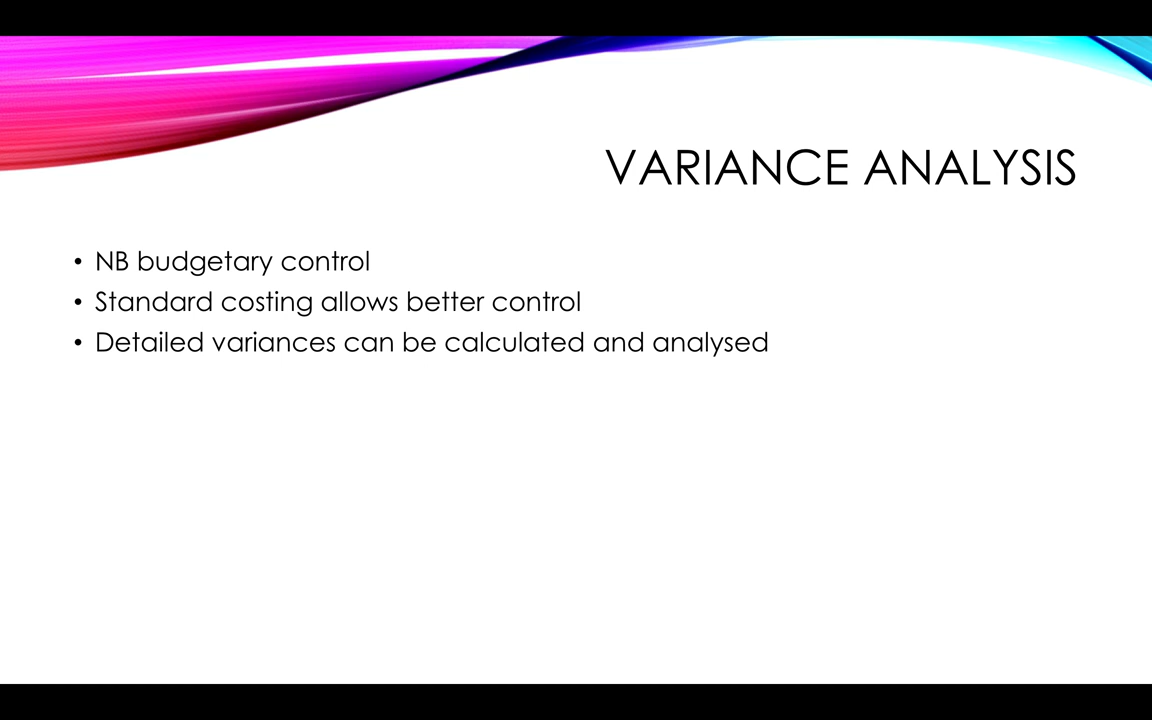 VARIANCE ANALYSIS
• NB budgetary control
• Standard costing allows better control
• Detailed variances can be calculated and analysed